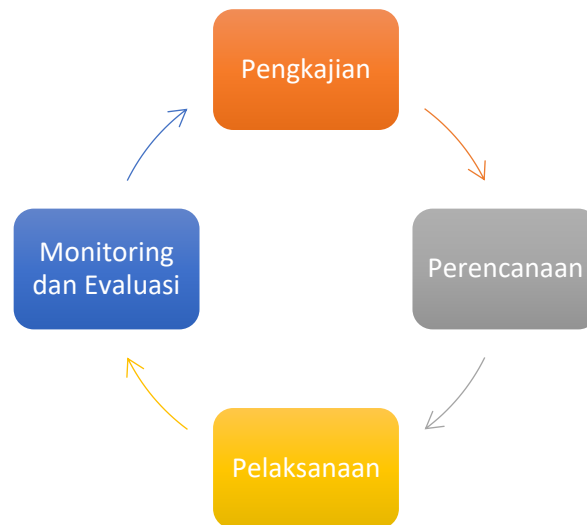 Pengkajian
Perencanaan
Pelaksanaan
Monitoring
dan Evaluasi